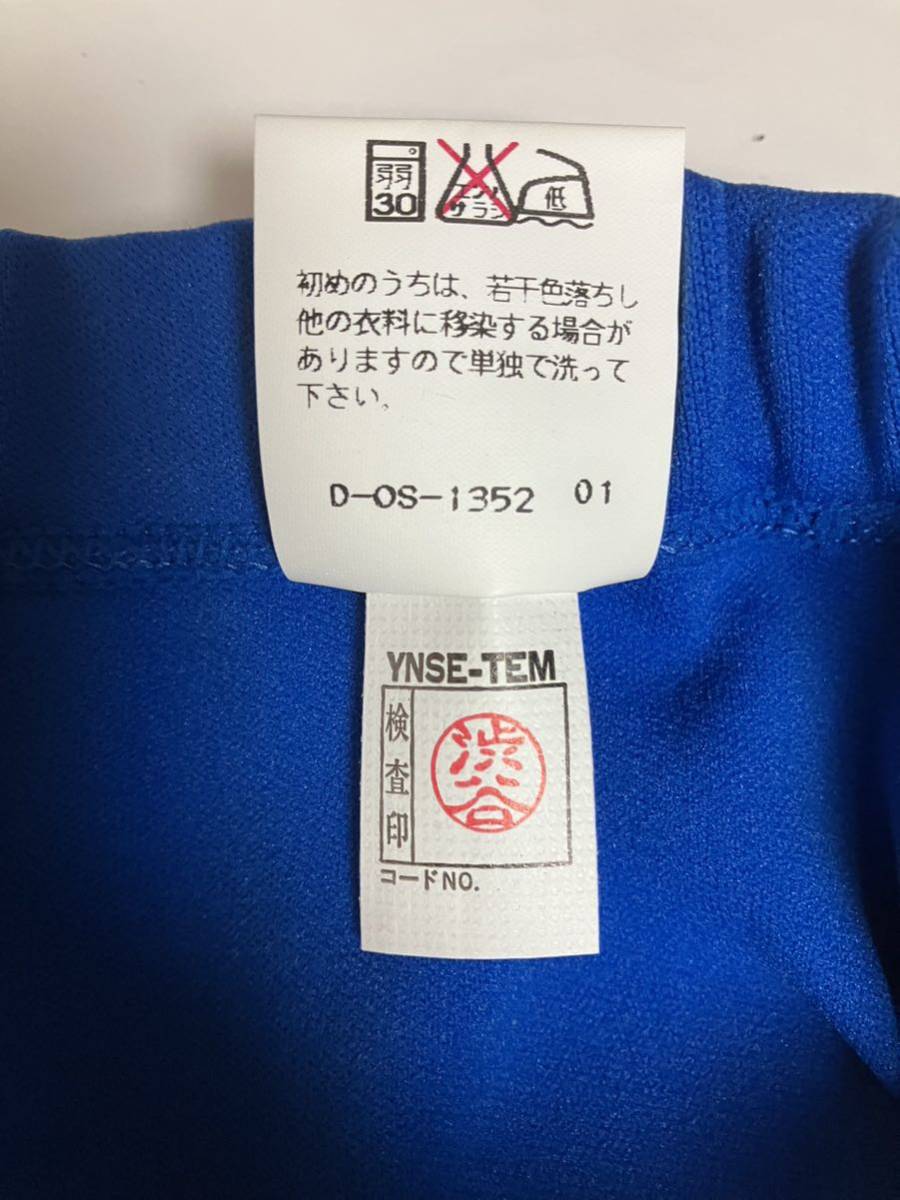 弱
30
エンソ
サラシ
低
初めのうちは、若干色落ちし
他の衣料に移染する場合が
ありますので単独で洗って
下さい。
D-OS-1352 01
YNSE-TEM
検査印
渋谷
コードNO.